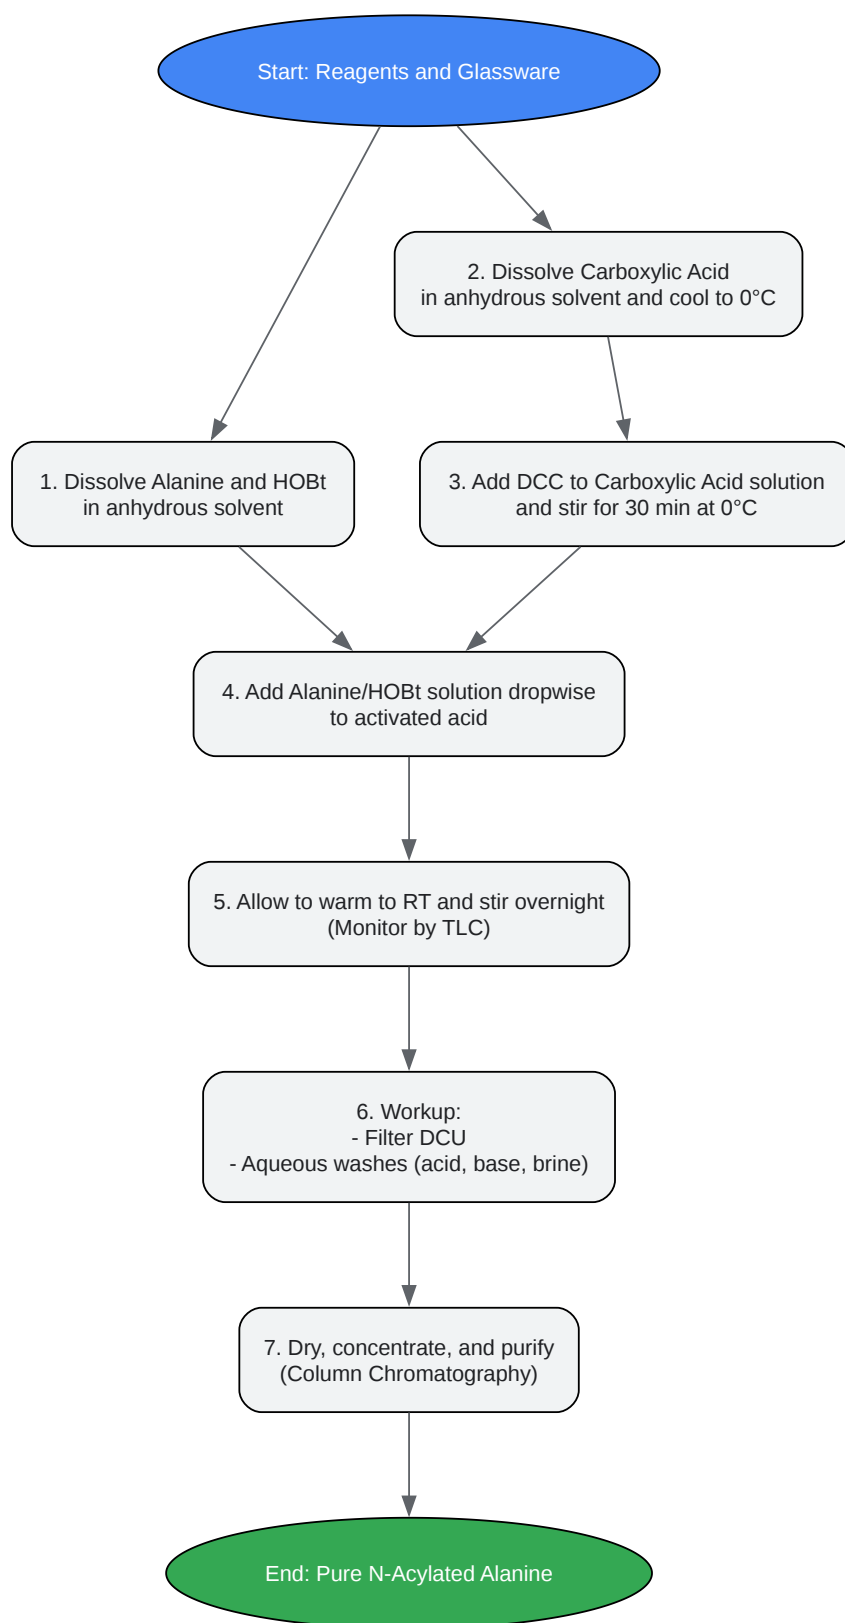 Start: Reagents and Glassware
2. Dissolve Carboxylic Acid
in anhydrous solvent and cool to 0°C
1. Dissolve Alanine and HOBt
in anhydrous solvent
3. Add DCC to Carboxylic Acid solution
and stir for 30 min at 0°C
4. Add Alanine/HOBt solution dropwise
to activated acid
5. Allow to warm to RT and stir overnight
(Monitor by TLC)
6. Workup:
- Filter DCU
- Aqueous washes (acid, base, brine)
7. Dry, concentrate, and purify
(Column Chromatography)
End: Pure N-Acylated Alanine